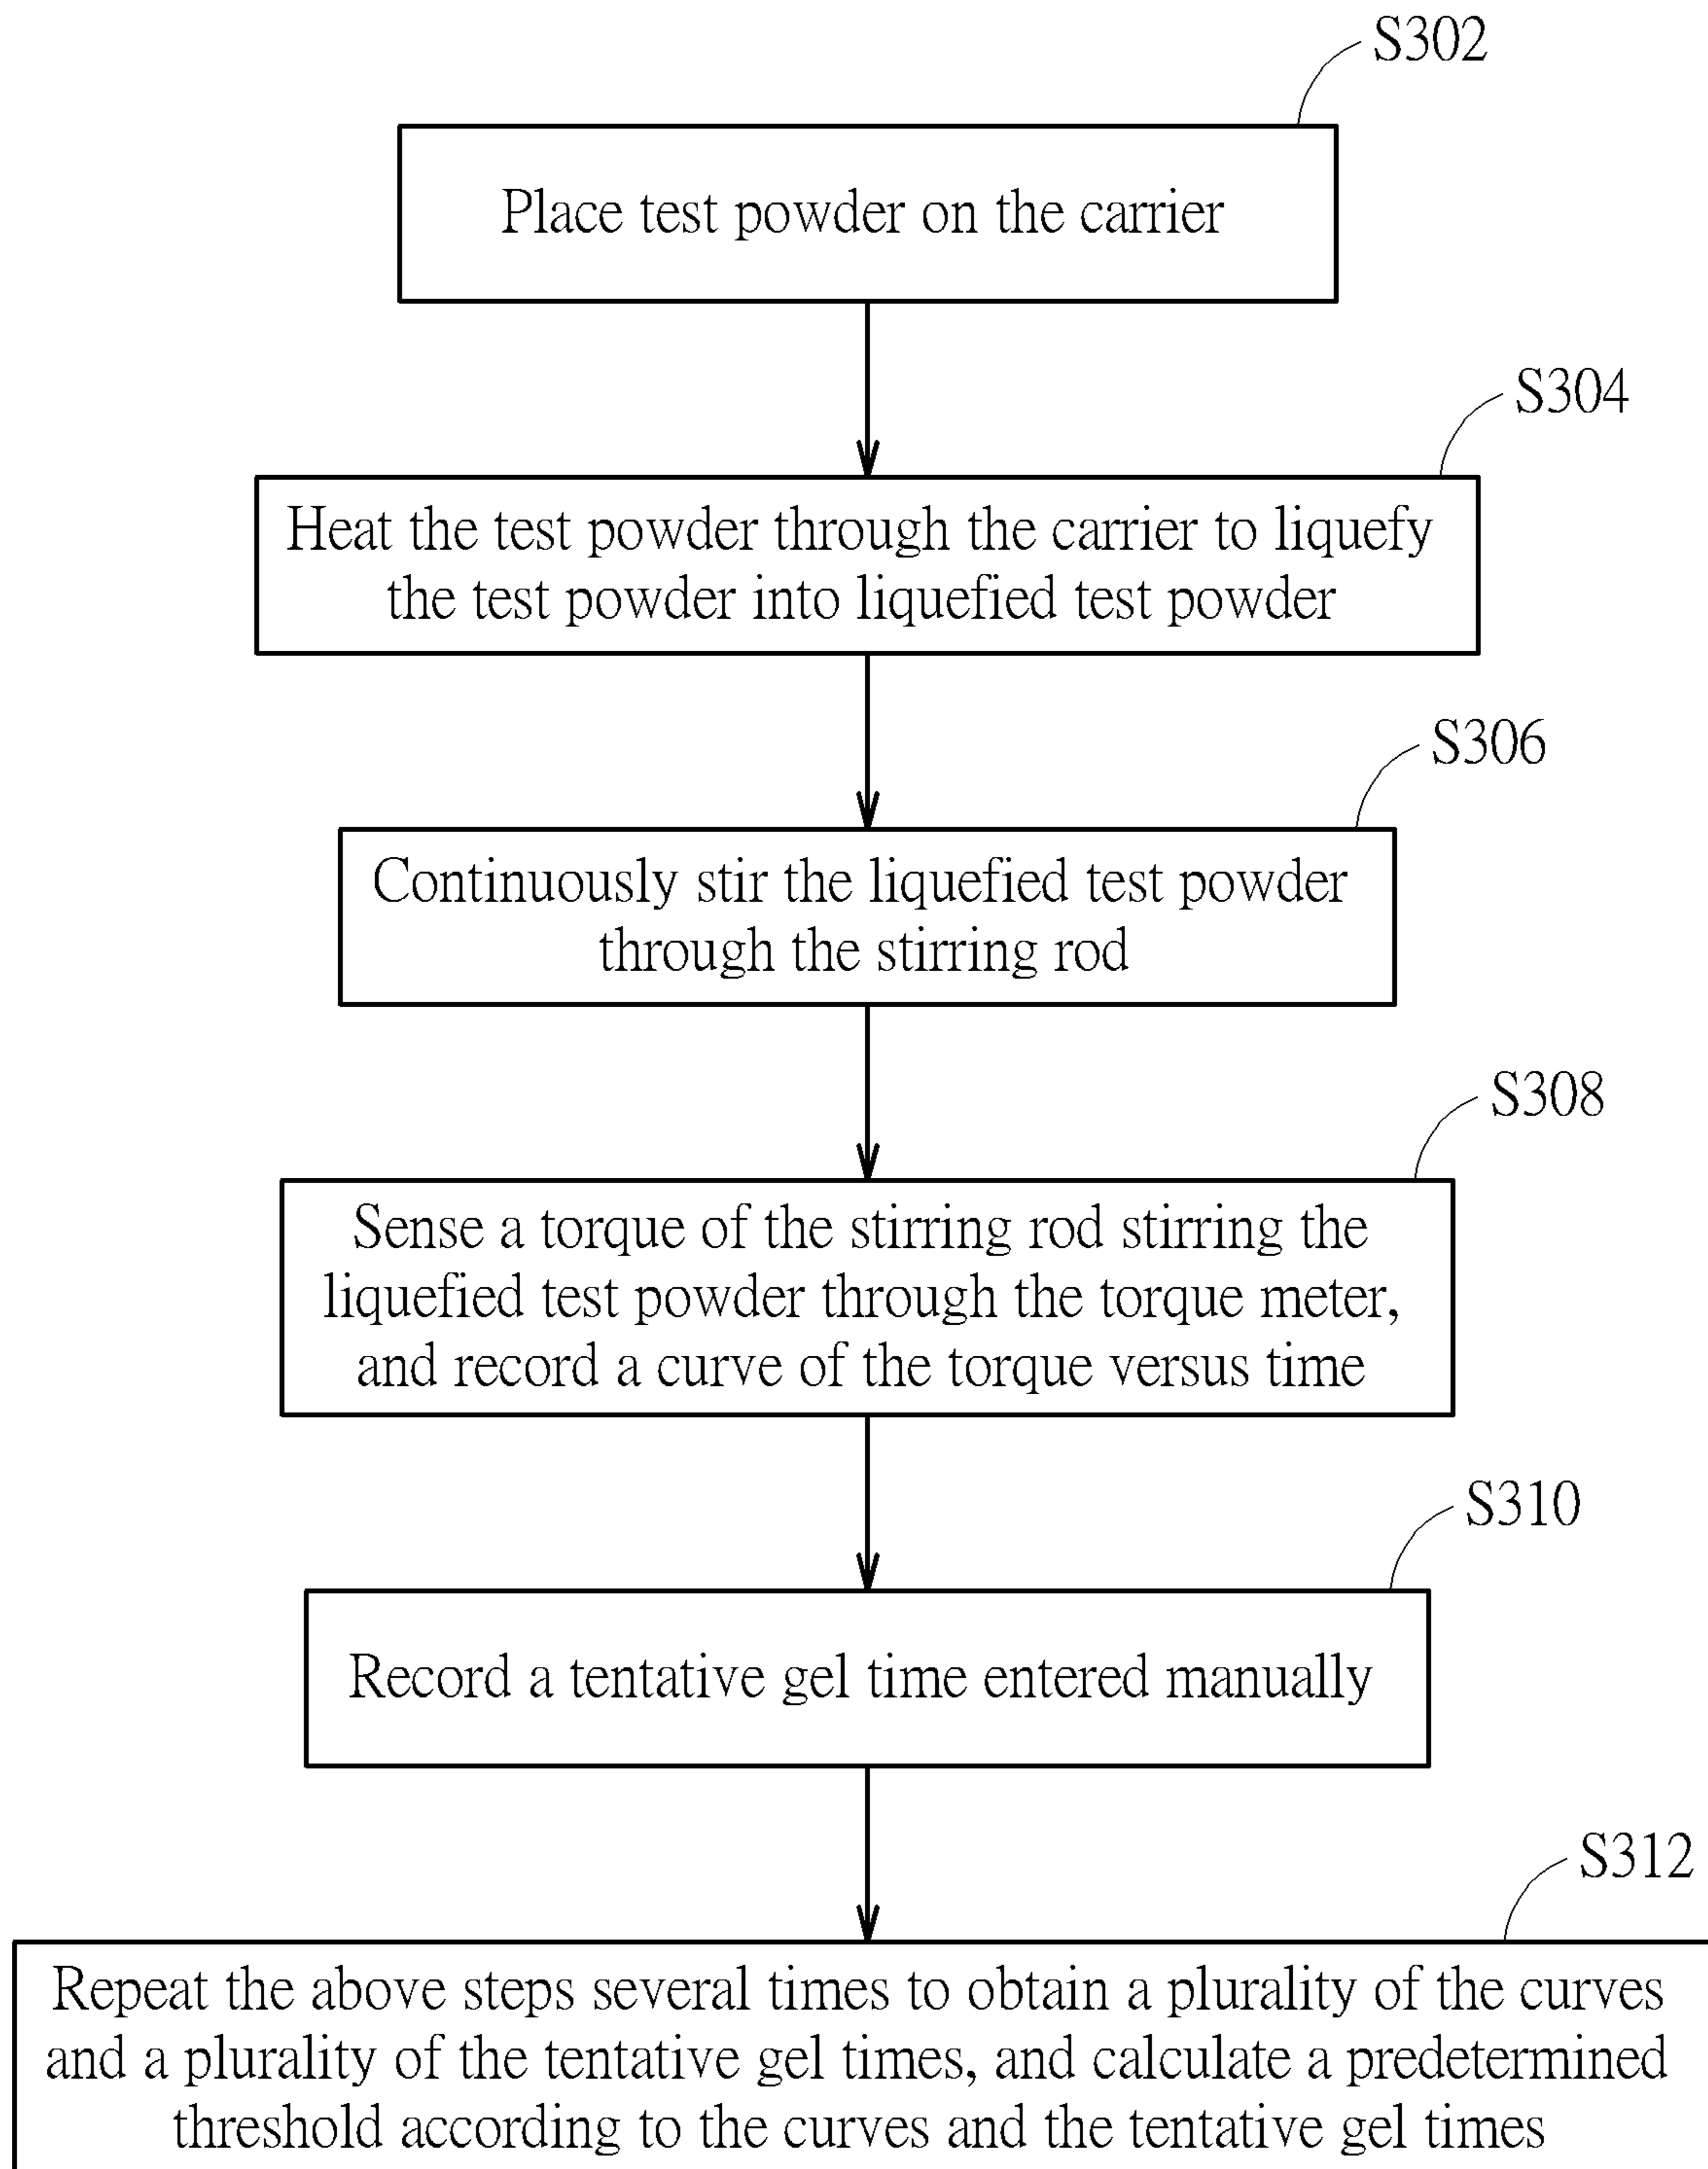 S302
Place test powder on the carrier
S304
Heat the test powder through the carrier to liquefy
the test powder into liquefied test powder
S306
Continuously stir the liquefied test powder
through the stirring rod
S308
Sense a torque of the stirring rod stirring the
liquefied test powder through the torque meter,
and record a curve of the torque versus time
S310
Record a tentative gel time entered manually
S312
Repeat the above steps several times to obtain a plurality of the curves
and a plurality of the tentative gel times, and calculate a predetermined
threshold according to the curves and the tentative gel times